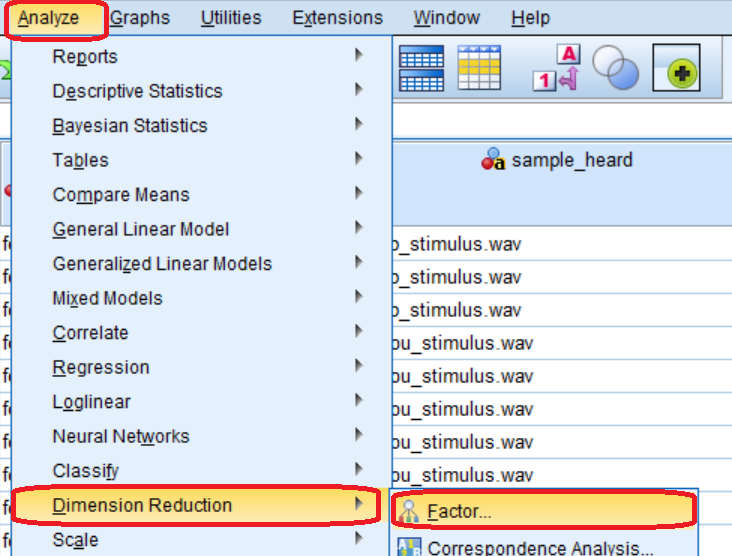 Analyze Graphs Utilities Extensions Window Help
Reports
Descriptive Statistics
Bayesian Statistics
Tables
Compare Means
General Linear Model
Generalized Linear Models
Mixed Models
Correlate
Regression
Loglinear
Neural Networks
Classify
Dimension Reduction
Scale
Factor...
Correspondence Analysis...
A
1
a sample_heard
o_stimulus.wav
o_stimulus.wav
o_stimulus.wav
ou_stimulus.wav
ou_stimulus.wav
ou_stimulus.wav
ou_stimulus.wav
ou_stimulus.wav